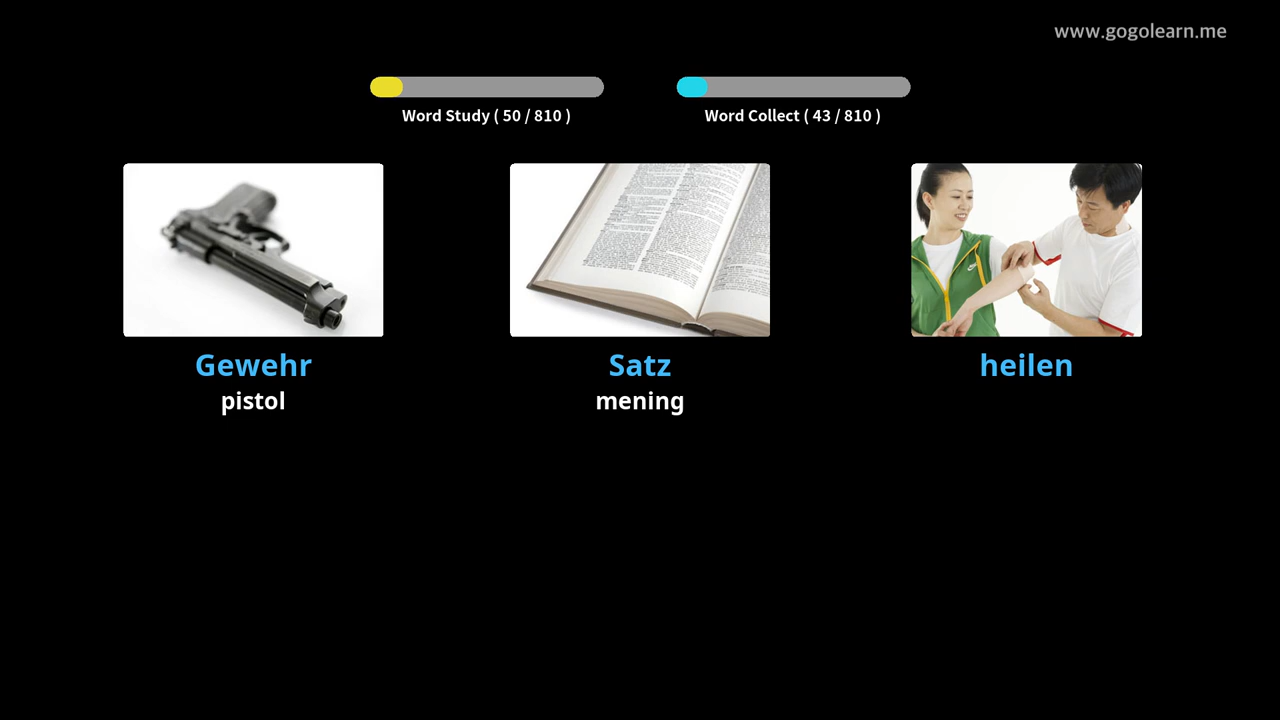 www.gogolearn.me
Word Study ( 50 / 810 )
Word Collect ( 43 / 810 )
Gewehr
pistol
Satz
mening
heilen